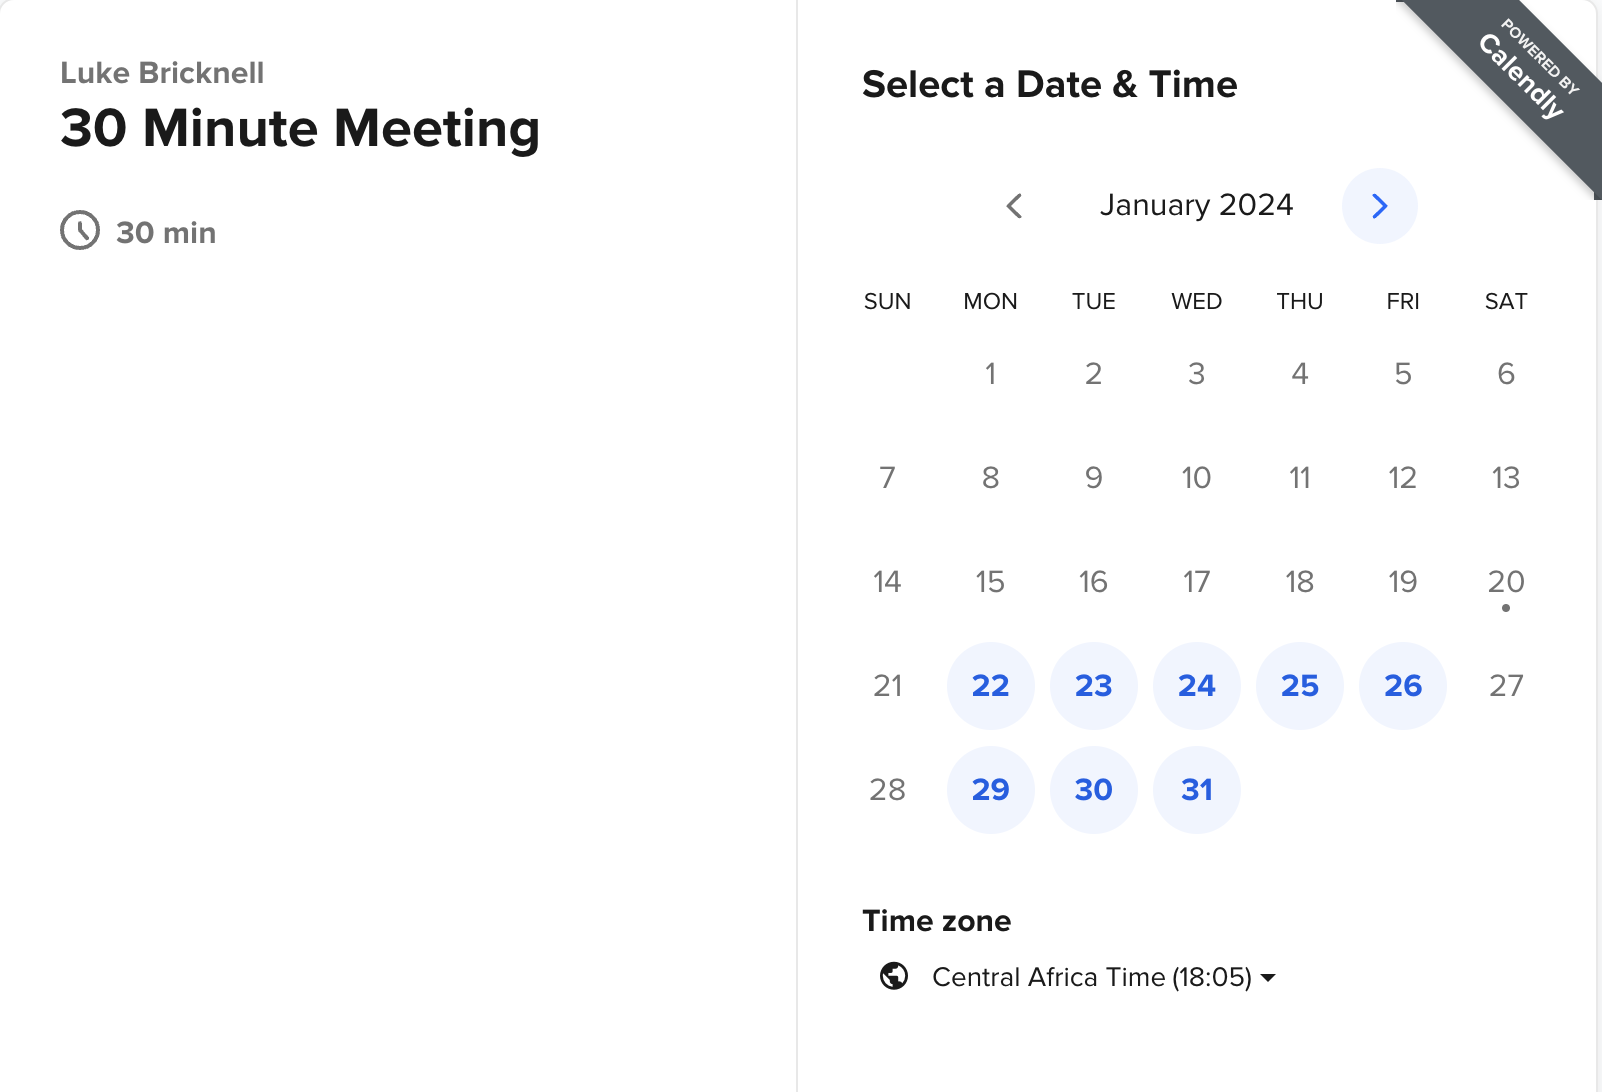 Luke Bricknell
30 Minute Meeting
30 min
Select a Date & Time
POWERED BY
Calendly
January 2024
SUN MON TUE WED THU FRI SAT
1 2 3 4 5 6
7 8 9 10 11 12 13
14 15 16 17 18 19 20
21 22 23 24 25 26 27
28 29 30 31
Time zone
Central Africa Time (18:05)